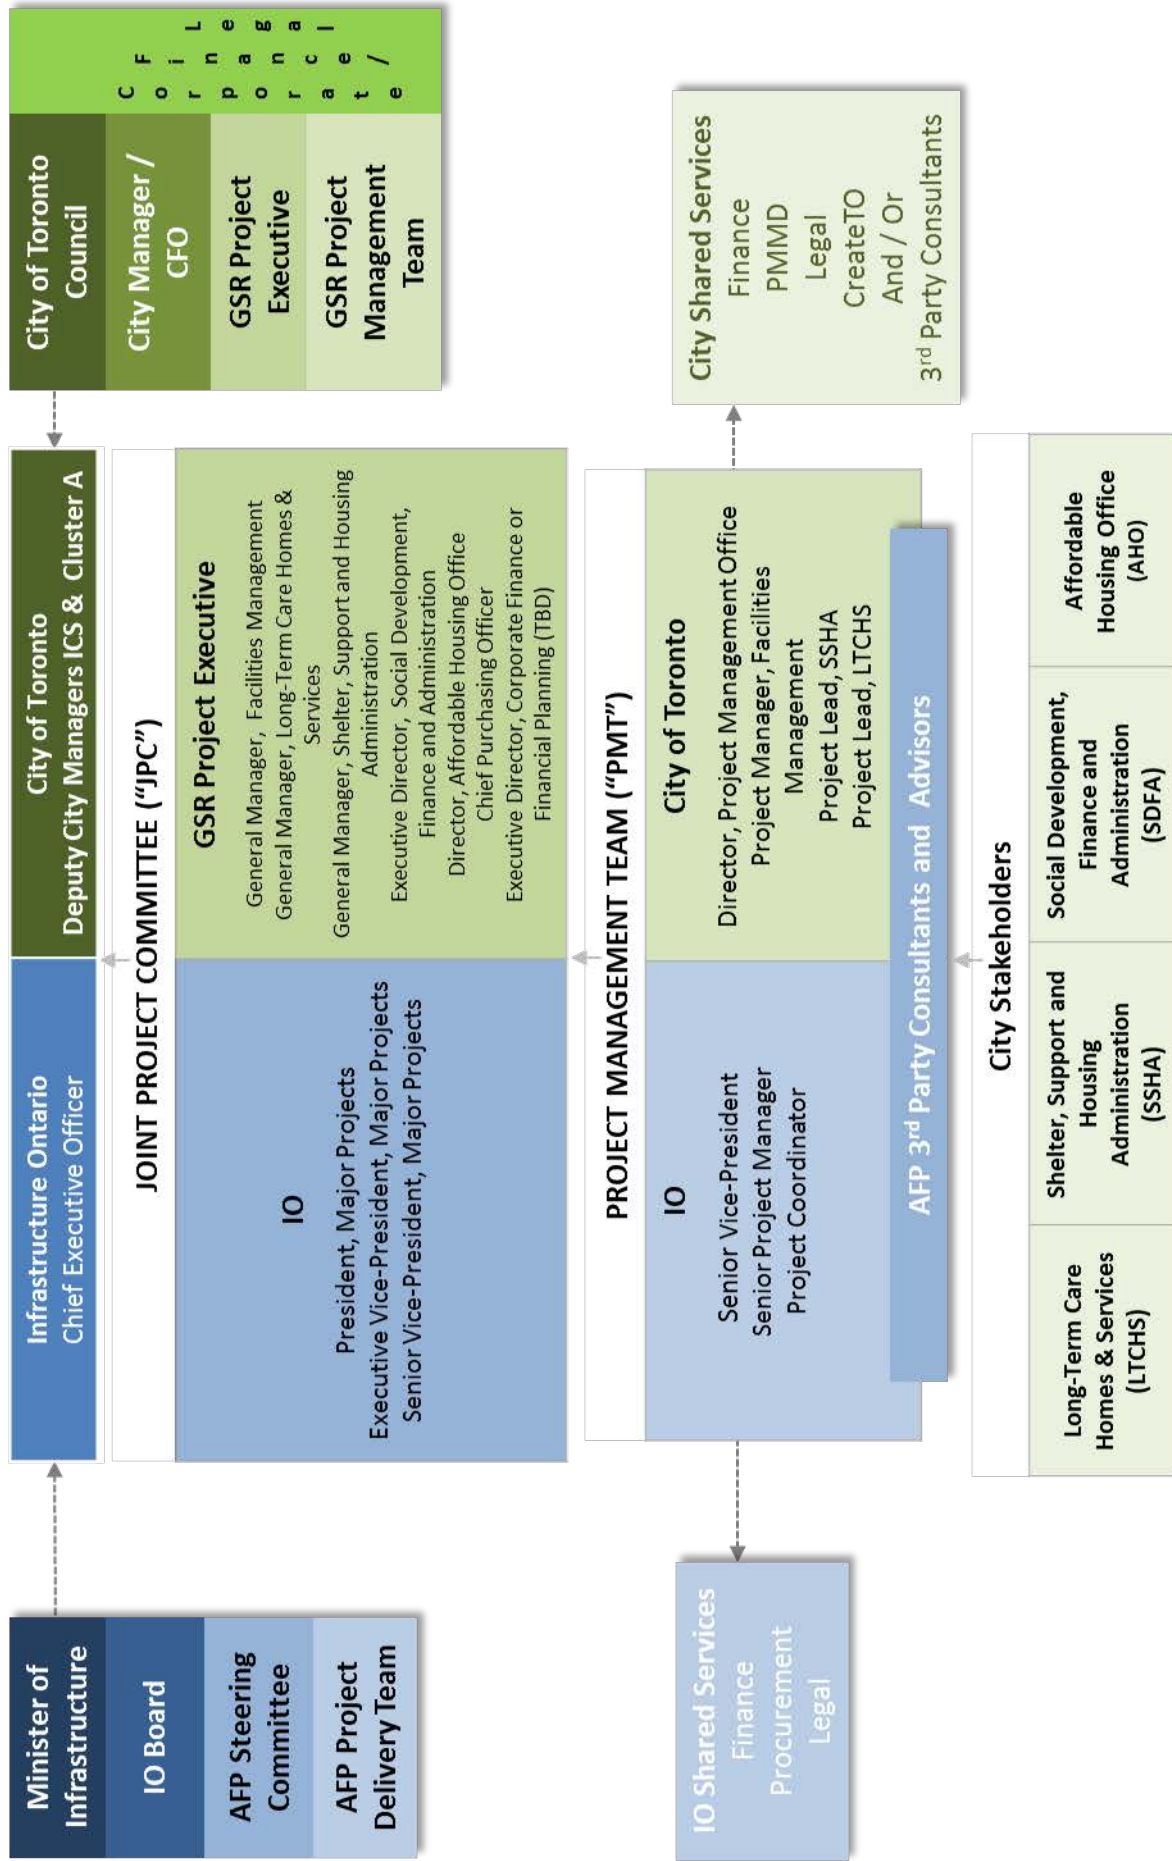 Minister of
Infrastructure
IO Board
AFP Steering
Committee
AFP Project
Delivery Team
Infrastructure Ontario
Chief Executive Officer
City of Toronto
Deputy City Managers ICS & Cluster A
City of Toronto
Council
City Manager /
CFO
GSR Project
Executive
GSR Project
Management
Team
Corporate
Finance/
Legal
JOINT PROJECT COMMITTEE (“JPC”)
IO
President, Major Projects
Executive Vice-President, Major Projects
Senior Vice-President, Major Projects
GSR Project Executive
General Manager, Facilities Management
General Manager, Long-Term Care Homes &
Services
General Manager, Shelter, Support and Housing
Administration
Executive Director, Social Development,
Finance and Administration
Director, Affordable Housing Office
Chief Purchasing Officer
Executive Director, Corporate Finance or
Financial Planning (TBD)
PROJECT MANAGEMENT TEAM (“PMT”)
IO
Senior Vice-President
Senior Project Manager
Project Coordinator
City of Toronto
Director, Project Management Office
Project Manager, Facilities
Management
Project Lead, SSHA
Project Lead, LTCHS
AFP 3rd Party Consultants and Advisors
IO Shared Services
Finance
Procurement
Legal
City Shared Services
Finance
PMMD
Legal
CreateTO
And / Or
3rd Party Consultants
City Stakeholders
Long-Term Care
Homes & Services
(LTCHS)
Shelter, Support and
Housing
Administration
(SSHA)
Social Development,
Finance and
Administration
(SDFA)
Affordable
Housing Office
(AHO)